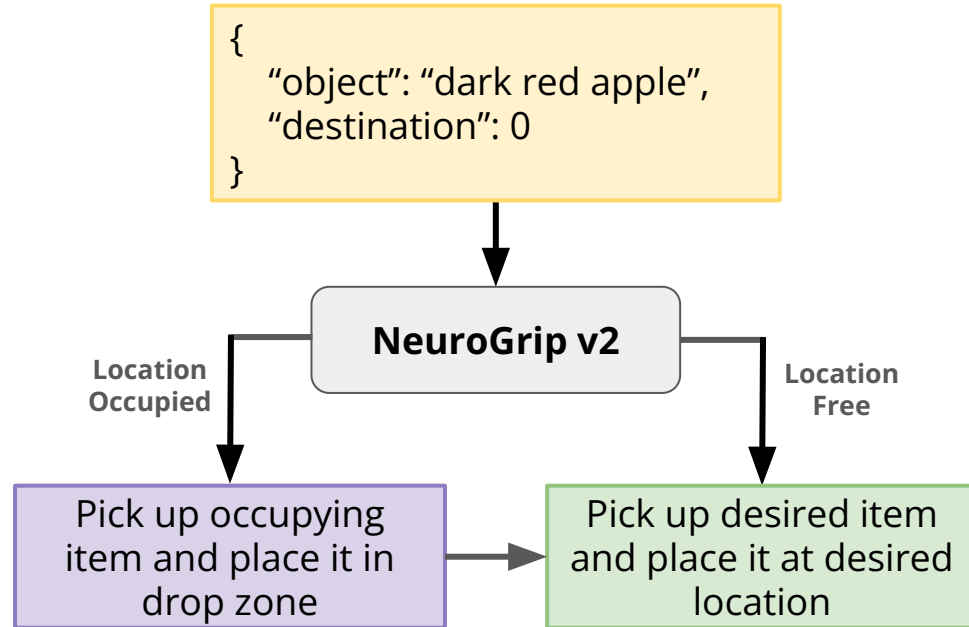 {
“object”: “dark red apple”,
“destination”: 0
}
NeuroGrip v2
Location
Occupied
Location
Free
Pick up occupying
item and place it in
drop zone
Pick up desired item
and place it at desired
location